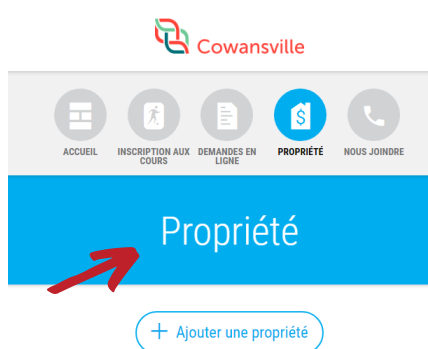 Cowansville
ACCUEIL
INSCRIPTION AUX
COURS
DEMANDES EN
LIGNE
PROPRIÉTÉ
NOUS JOINDRE
$
Propriété
+ Ajouter une propriété